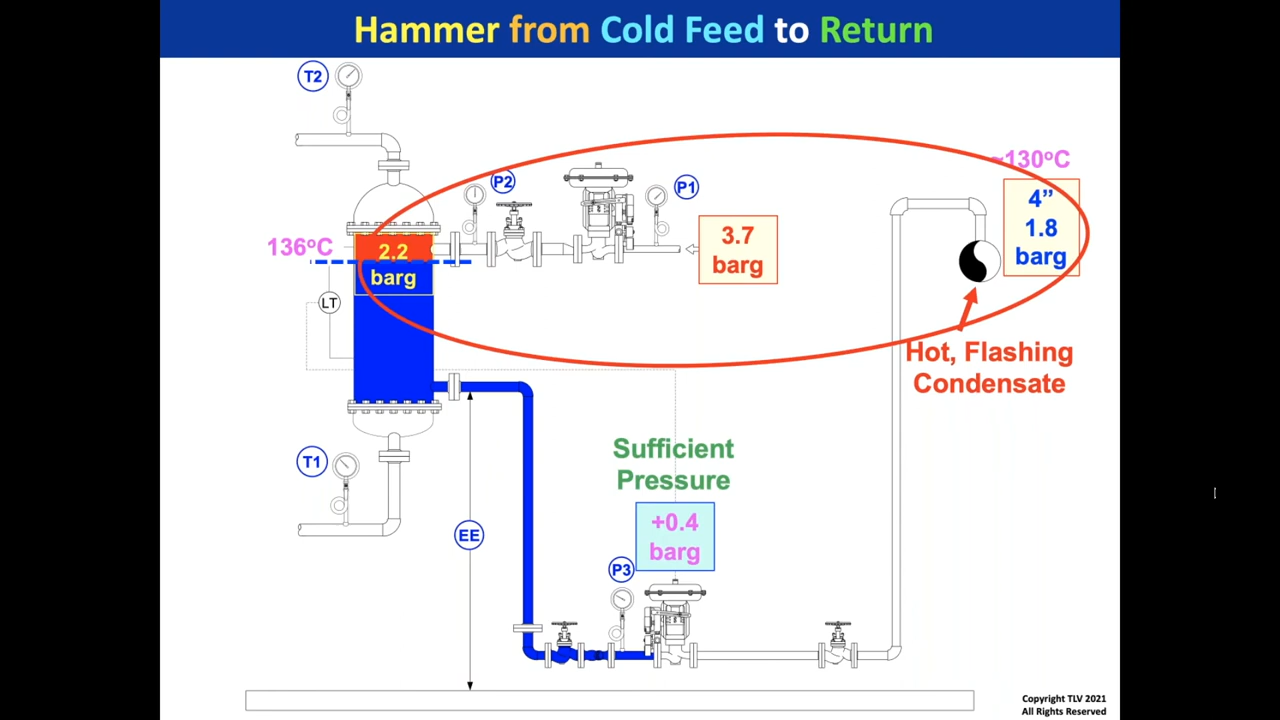 Hammer from Cold Feed to Return
T2
P2
P1
~130ºC
4”
1.8
barg
3.7
barg
136ºC
2.2
barg
LT
Hot, Flashing
Condensate
Sufficient
Pressure
T1
+0.4
barg
EE
P3
Copyright TLV 2021
All Rights Reserved